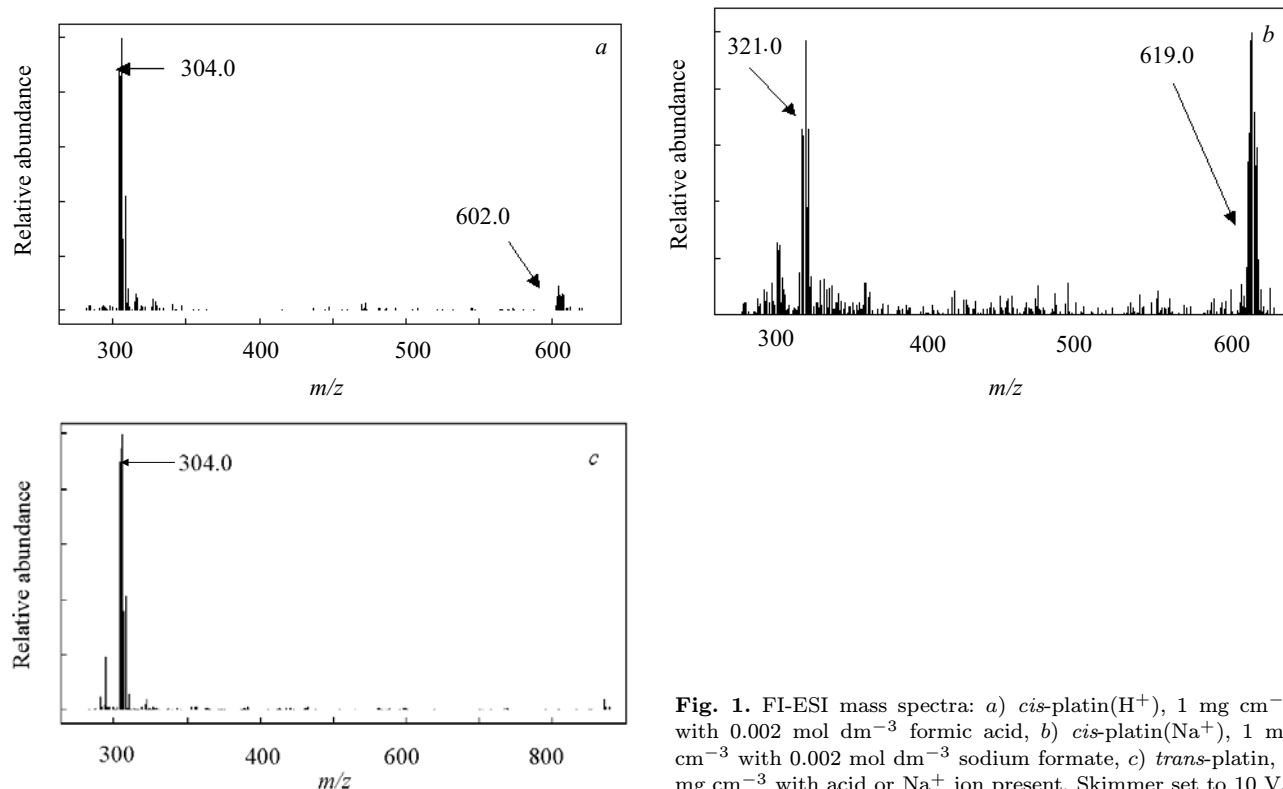 a
Relative abundance
304.0
602.0
300 400 500 600
m/z
b
Relative abundance
321.0
619.0
300 400 500 600
m/z
c
Relative abundance
304.0
300 400 600 800
m/z
Fig. 1. FI-ESI mass spectra: a) cis-platin(H⁺), 1 mg cm⁻
with 0.002 mol dm⁻³ formic acid, b) cis-platin(Na⁺), 1 m
cm⁻³ with 0.002 mol dm⁻³ sodium formate, c) trans-platin,
mg cm⁻³ with acid or Na⁺ ion present. Skimmer set to 10 V.